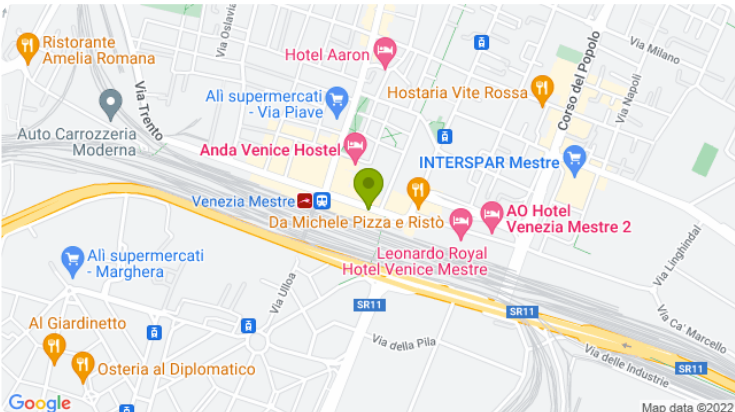 Ristorante
Amelia Romana
Via Oslavia
Hotel Aaron
Via Milano
Corso del Popolo
Via Napoli
Hostaria Vite Rossa
Via Trento
Alì supermercati
- Via Piave
Auto Carrozzeria
Moderna
Anda Venice Hostel
INTERSPAR Mestre
Venezia Mestre
Da Michele Pizza e Ristò
AO Hotel
Venezia Mestre 2
Leonardo Royal
Hotel Venice Mestre
Alì supermercati
- Marghera
Via Ulloa
Via Linghindal
SR11
SR11
Via Ca' Marcello
Al Giardinetto
Via della Pila
Via delle Industrie
Osteria al Diplomatico
SR11
Google
Map data ©2022